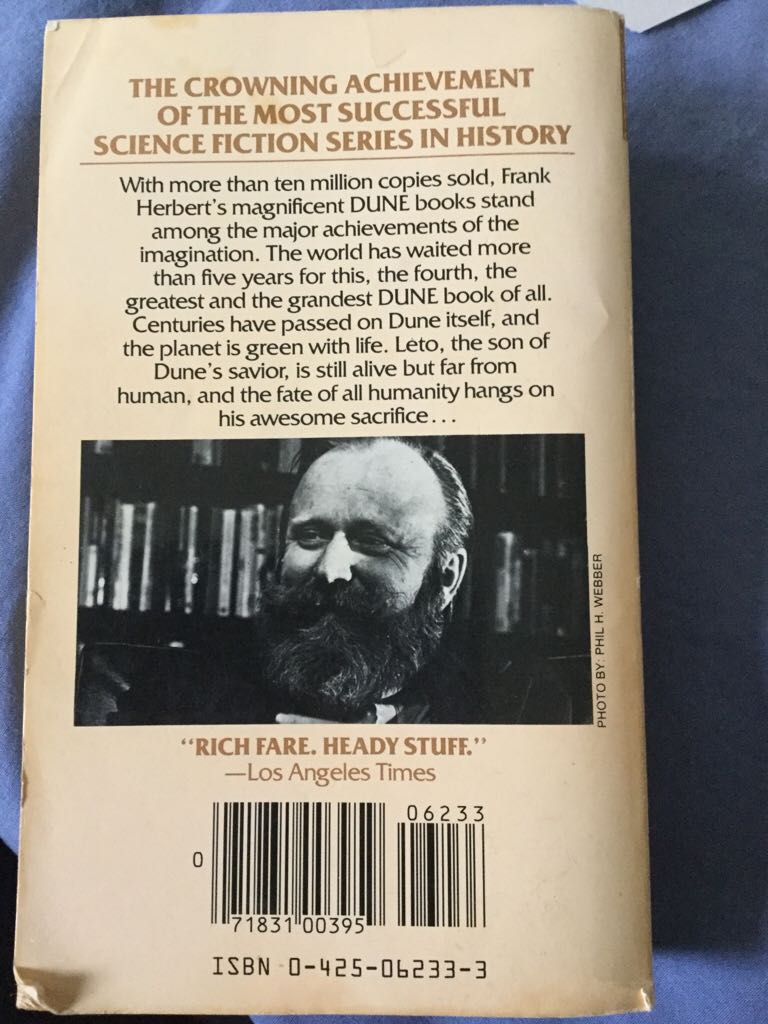 THE CROWNING ACHIEVEMENT
OF THE MOST SUCCESSFUL
SCIENCE FICTION SERIES IN HISTORY
With more than ten million copies sold, Frank
Herbert's magnificent DUNE books stand
among the major achievements of the
imagination. The world has waited more
than five years for this, the fourth, the
greatest and the grandest DUNE book of all.
Centuries have passed on Dune itself, and
the planet is green with life. Leto, the son of
Dune's savior, is still alive but far from
human, and the fate of all humanity hangs on
his awesome sacrifice...
PHOTO BY: PHIL H. WEBBER
"RICH FARE. HEADY STUFF."
—Los Angeles Times
06233
0
71831 00395
ISBN 0-425-06233-3